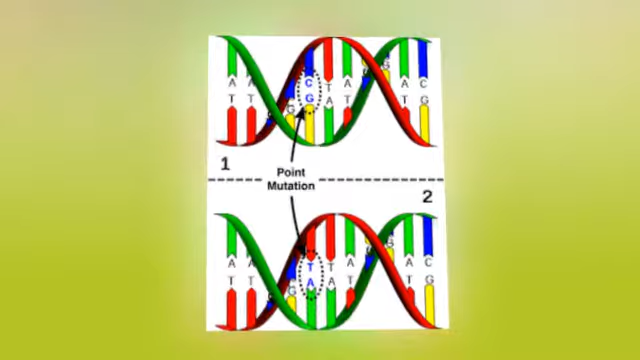 A A C T A A C
T T G G A T T G
1
Point
Mutation
2
A A T T A A C
T T G A A T T G